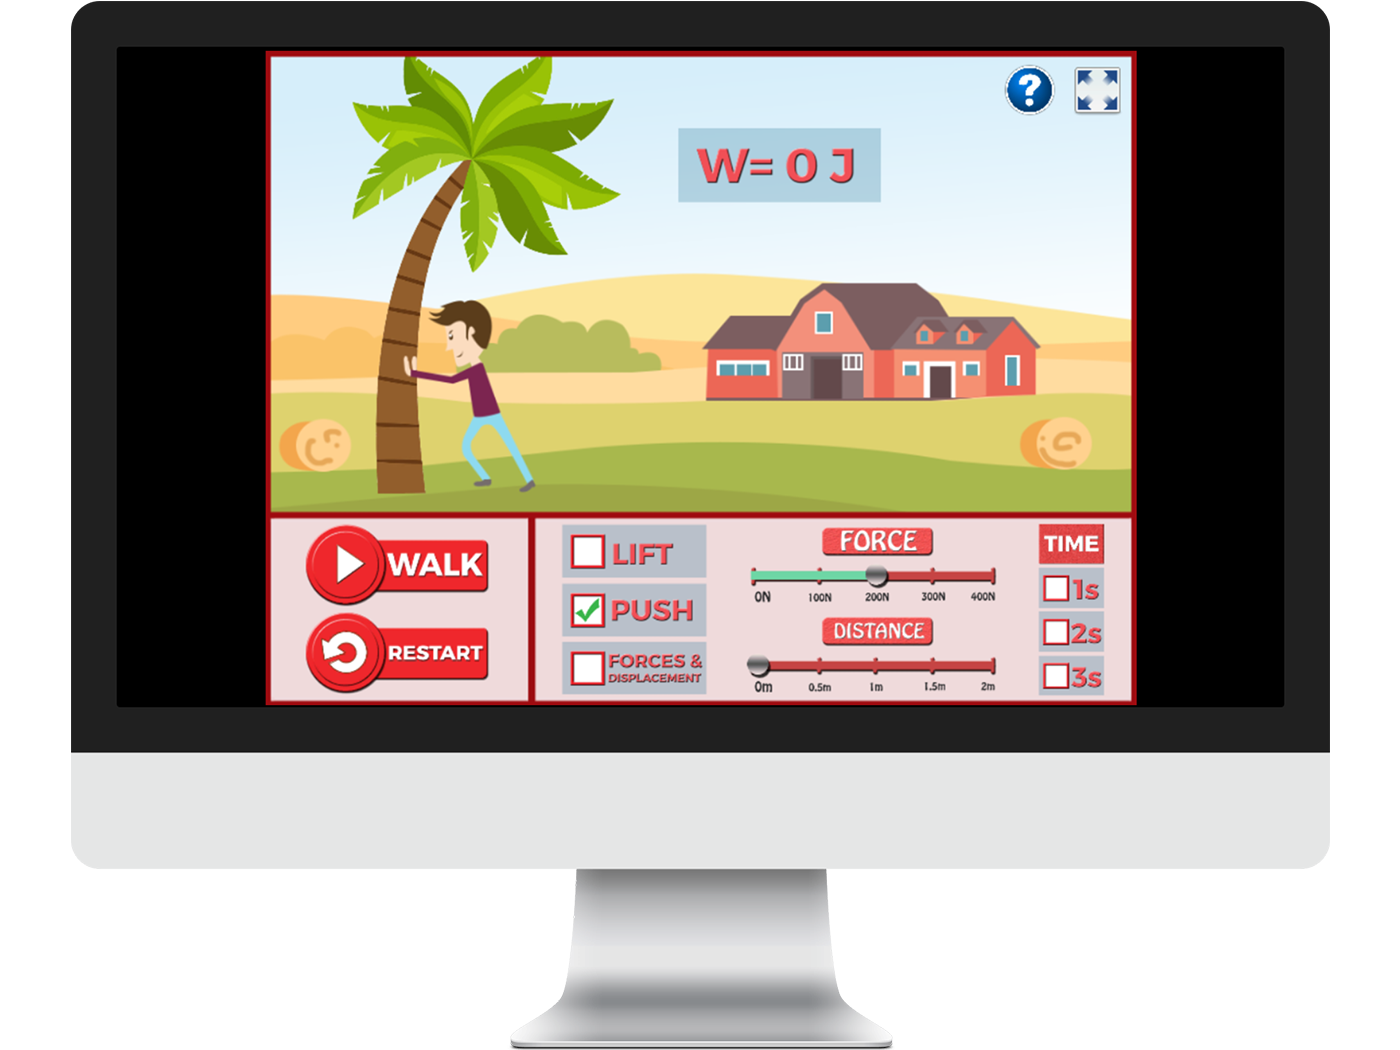 ?
W= 0 J
WALK
RESTART
LIFT
PUSH
FORCES &
DISPLACEMENT
FORCE
0N 100N 200N 300N 400N
DISTANCE
0m 0.5m 1m 1.5m 2m
TIME
1s
2s
3s